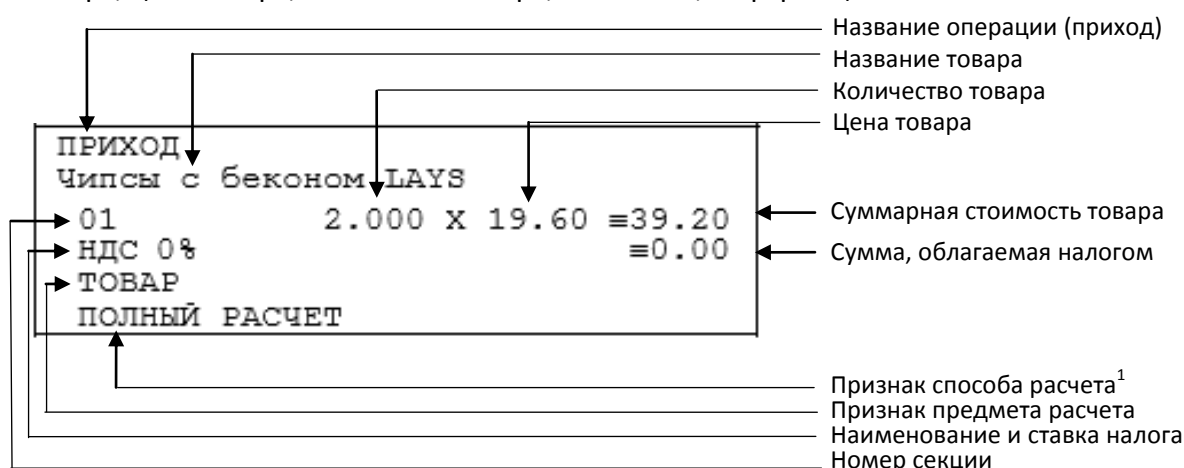 Название операции (приход)
Название товара
Количество товара
Цена товара
ПРИХОД
Чипсы с беконом LAYS
01 2.000 X 19.60 ≡39.20
Суммарная стоимость товара
НДС 0% ≡0.00
Сумма, облагаемая налогом
ТОВАР
ПОЛНЫЙ РАСЧЕТ
Признак способа расчета1
Признак предмета расчета
Наименование и ставка налога
Номер секции